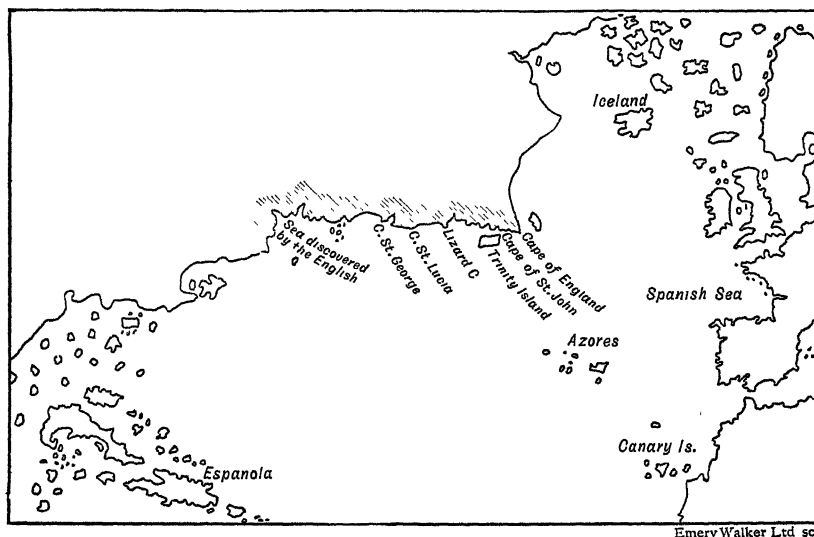 Iceland
Sea discovered
by the English
C. St. George
C. St. Lucia
Lizard C
Trinity Island
Cape of St. John
Cape of England
Spanish Sea
Azores
Canary Is.
Espanola
Emery Walker Ltd sc